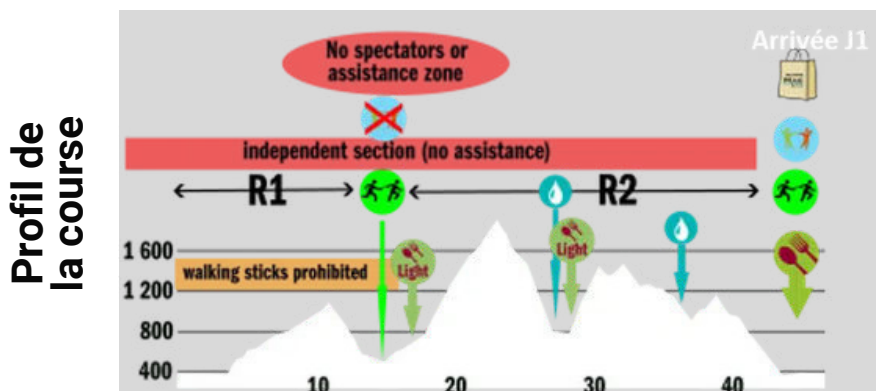 Profil de
la course
Arrivée J1
No spectators or
assistance zone
independent section (no assistance)
R1
R2
1 600
walking sticks prohibited
Light
Light
1 200
800
400
10
20
30
40